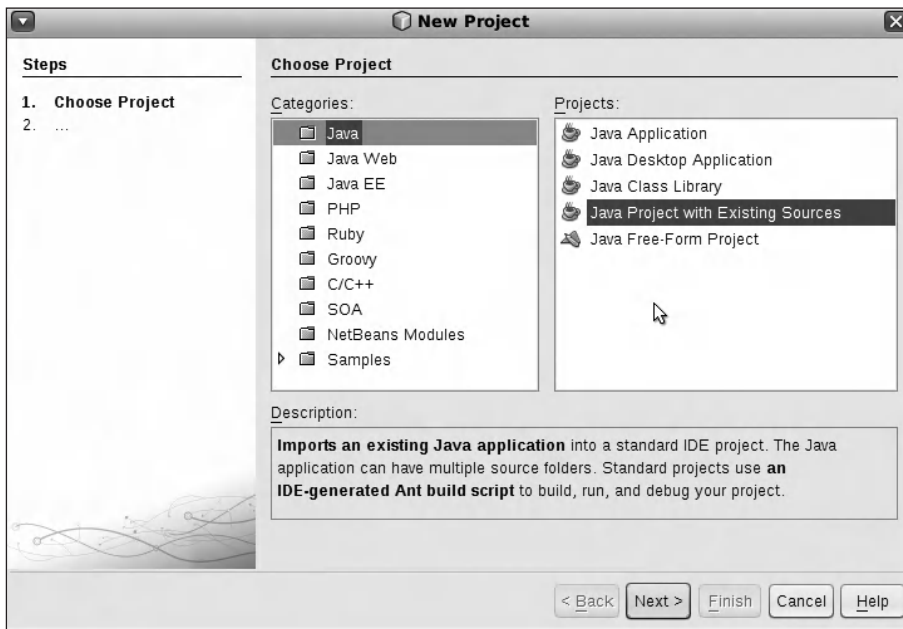 New Project
Steps
1. Choose Project
2. ...
Choose Project
Categories:
Java
Java Web
Java EE
PHP
Ruby
Groovy
C/C++
SOA
NetBeans Modules
Samples
Projects:
Java Application
Java Desktop Application
Java Class Library
Java Project with Existing Sources
Java Free-Form Project
Description:
Imports an existing Java application into a standard IDE project. The Java
application can have multiple source folders. Standard projects use an
IDE-generated Ant build script to build, run, and debug your project.
< Back Next > Finish Cancel Help